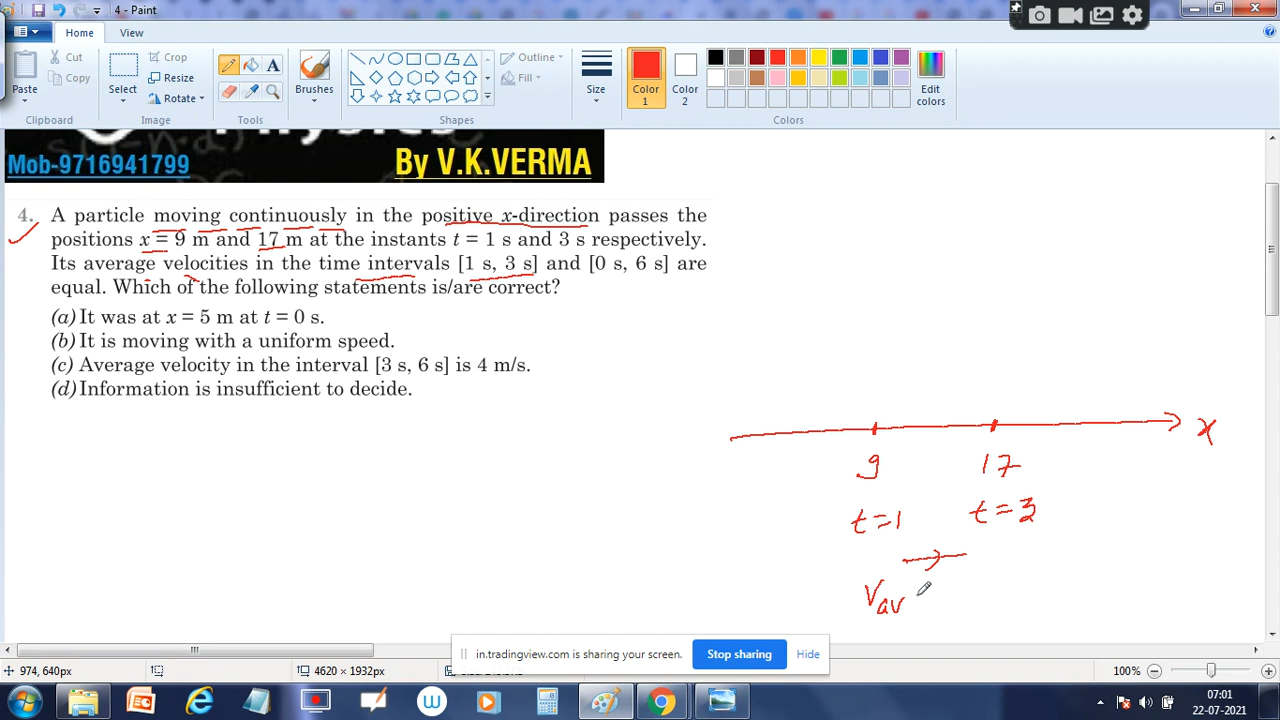 4 - Paint
Home View
Paste Cut Copy Clipboard
Select Crop Resize Rotate Image
Tools
Brushes
Outline Fill Shapes
Size
Color 1 Color 2 Edit colors Colors
Physics
Mob-9716941799 By V.K.VERMA
4. A particle moving continuously in the positive x-direction passes the
positions x = 9 m and 17 m at the instants t = 1 s and 3 s respectively.
Its average velocities in the time intervals [1 s, 3 s] and [0 s, 6 s] are
equal. Which of the following statements is/are correct?
(a) It was at x = 5 m at t = 0 s.
(b) It is moving with a uniform speed.
(c) Average velocity in the interval [3 s, 6 s] is 4 m/s.
(d) Information is insufficient to decide.
x
9 17
t=1 t=3
Vav
in.tradingview.com is sharing your screen. Stop sharing Hide
974, 640px 4620 × 1932px 100%
07:01
22-07-2021